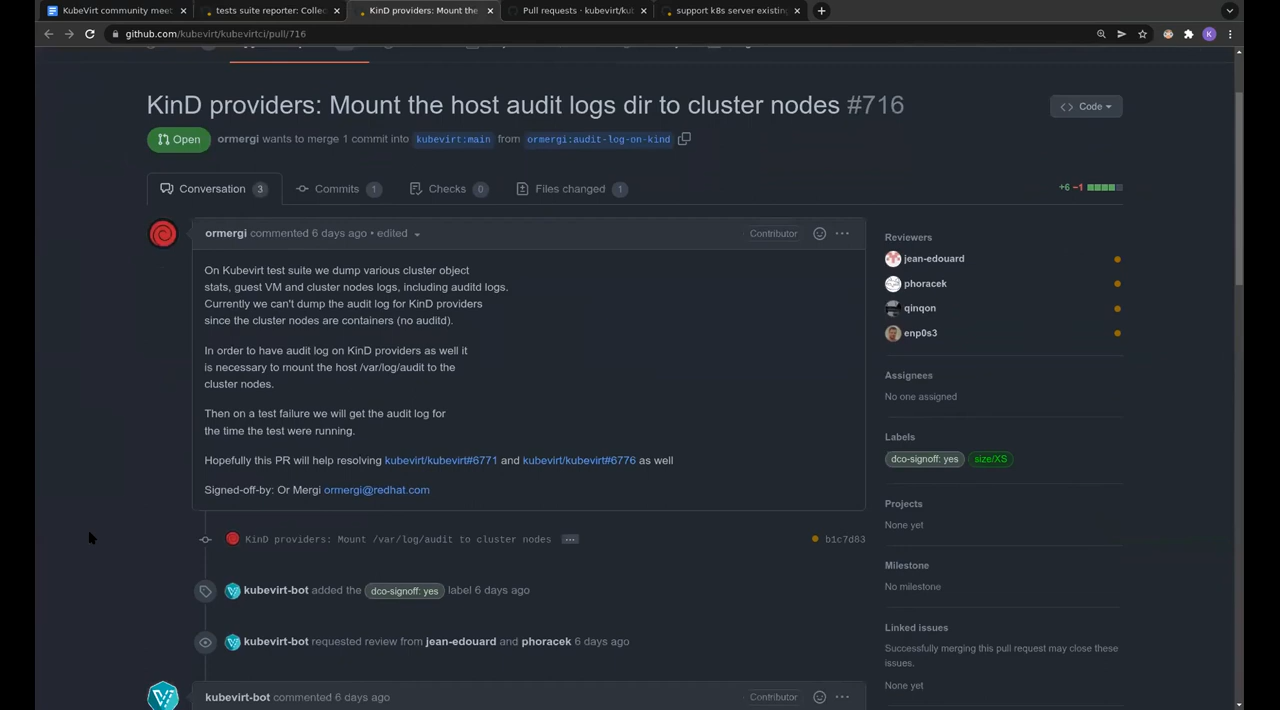 KubeVirt community meet
tests suite reporter: Collec
KinD providers: Mount the
Pull requests · kubevirt/kub
support k8s server existing
github.com/kubevirt/kubevirtci/pull/716
K
KinD providers: Mount the host audit logs dir to cluster nodes #716
Code
Open
ormergi wants to merge 1 commit into kubevirt:main from ormergi:audit-log-on-kind
Conversation 3
Commits 1
Checks 0
Files changed 1
+6 −1
ormergi commented 6 days ago • edited
Contributor
On Kubevirt test suite we dump various cluster object
stats, guest VM and cluster nodes logs, including auditd logs.
Currently we can't dump the audit log for KinD providers
since the cluster nodes are containers (no auditd).
In order to have audit log on KinD providers as well it
is necessary to mount the host /var/log/audit to the
cluster nodes.
Then on a test failure we will get the audit log for
the time the test were running.
Hopefully this PR will help resolving kubevirt/kubevirt#6771 and kubevirt/kubevirt#6776 as well
Signed-off-by: Or Mergi ormergi@redhat.com
KinD providers: Mount /var/log/audit to cluster nodes ...
b1c7d83
kubevirt-bot added the dco-signoff: yes label 6 days ago
kubevirt-bot requested review from jean-edouard and phoracek 6 days ago
kubevirt-bot commented 6 days ago
Contributor
Reviewers
jean-edouard
phoracek
qinqon
enp0s3
Assignees
No one assigned
Labels
dco-signoff: yes size/XS
Projects
None yet
Milestone
No milestone
Linked issues
Successfully merging this pull request may close these
issues.
None yet